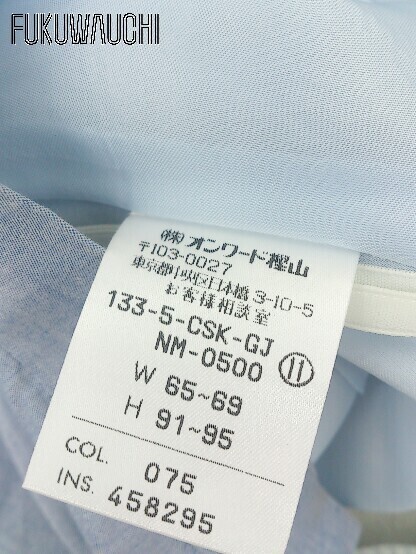 FUKUWAUCHI
㈱オンワード樫山
〒103-0027
東京都中央区日本橋3-10-5
お客様相談室
133-5-CSK-GJ
NM-0500 ⑪
W 65~69
H 91~95
COL. 075
INS. 458295